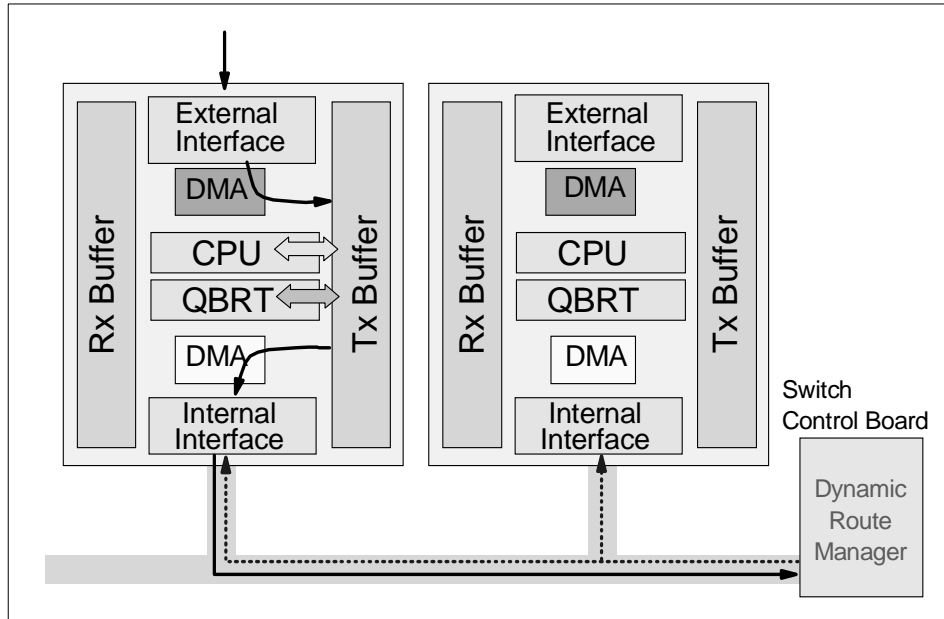 External
Interface
DMA
CPU
QBRT
DMA
Internal
Interface
Rx Buffer
Tx Buffer
External
Interface
DMA
CPU
QBRT
DMA
Internal
Interface
Rx Buffer
Tx Buffer
Switch
Control Board
Dynamic
Route
Manager